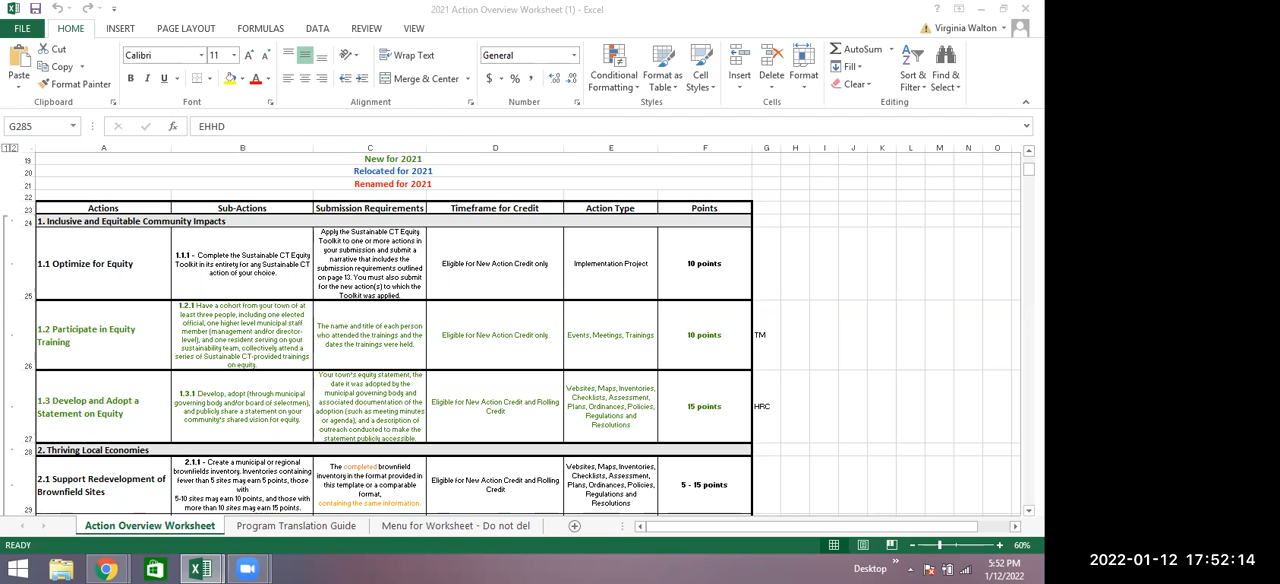 2021 Action Overview Worksheet (1) - Excel
FILE HOME INSERT PAGE LAYOUT FORMULAS DATA REVIEW VIEW Virginia Walton
Cut
Copy
Format Painter
Paste
Clipboard
Calibri 11
B I U
Font
Wrap Text
Merge & Center
Alignment
General
$ % ,
Number
Conditional Formatting
Format as Table
Cell Styles
Styles
Insert Delete Format
Cells
AutoSum
Fill
Clear
Sort & Filter
Find & Select
Editing
G285 fx EHHD
1 2
A B C D E F G H I J K L M N O
19 New for 2021
20 Relocated for 2021
21 Renamed for 2021
22
23 Actions Sub-Actions Submission Requirements Timeframe for Credit Action Type Points
24 1. Inclusive and Equitable Community Impacts
1.1 Optimize for Equity
1.1.1 - Complete the Sustainable CT Equity
Toolkit in its entirety for any Sustainable CT
action of your choice.
Apply the Sustainable CT Equity
Toolkit to one or more actions in
your submission and submit a
narrative that includes the
submission requirements outlined
on page 13. You must also submit
for the new action(s) to which the
Toolkit was applied.
Eligible for New Action Credit only
Implementation Project
10 points
25
1.2 Participate in Equity
Training
1.2.1 Have a cohort from your town of at
least three people, including one elected
official, one higher level municipal staff
member (management and/or director-
level), and one resident serving on your
sustainability team, collectively attend a
series of Sustainable CT-provided trainings
on equity.
The name and title of each person
who attended the trainings and the
dates the trainings were held.
Eligible for New Action Credit only
Events, Meetings, Trainings
10 points
TM
26
1.3 Develop and Adopt a
Statement on Equity
1.3.1 Develop, adopt (through municipal
governing body and/or board of selectmen),
and publicly share a statement on your
community's shared vision for equity.
Your town's equity statement, the
date it was adopted by the
municipal governing body and
associated documentation of the
adoption (such as meeting minutes
or agenda), and a description of
outreach conducted to make the
statement publicly accessible.
Eligible for New Action Credit and Rolling
Credit
Websites, Maps, Inventories,
Checklists, Assessment,
Plans, Ordinances, Policies,
Regulations and
Resolutions
15 points
HRC
27
28 2. Thriving Local Economies
2.1 Support Redevelopment of
Brownfield Sites
2.1.1 - Create a municipal or regional
brownfields inventory. Inventories containing
fewer than 5 sites may earn 5 points, those
with
5-10 sites may earn 10 points, and those with
more than 10 sites may earn 15 points.
The completed brownfield
inventory in the format provided in
this template or a comparable
format,
containing the same information.
Eligible for New Action Credit and Rolling
Credit
Websites, Maps, Inventories,
Checklists, Assessment,
Plans, Ordinances, Policies,
Regulations and
Resolutions
5 - 15 points
29
Action Overview Worksheet Program Translation Guide Menu for Worksheet - Do not del
READY 60%
Desktop
5:52 PM
1/12/2022
2022-01-12 17:52:14